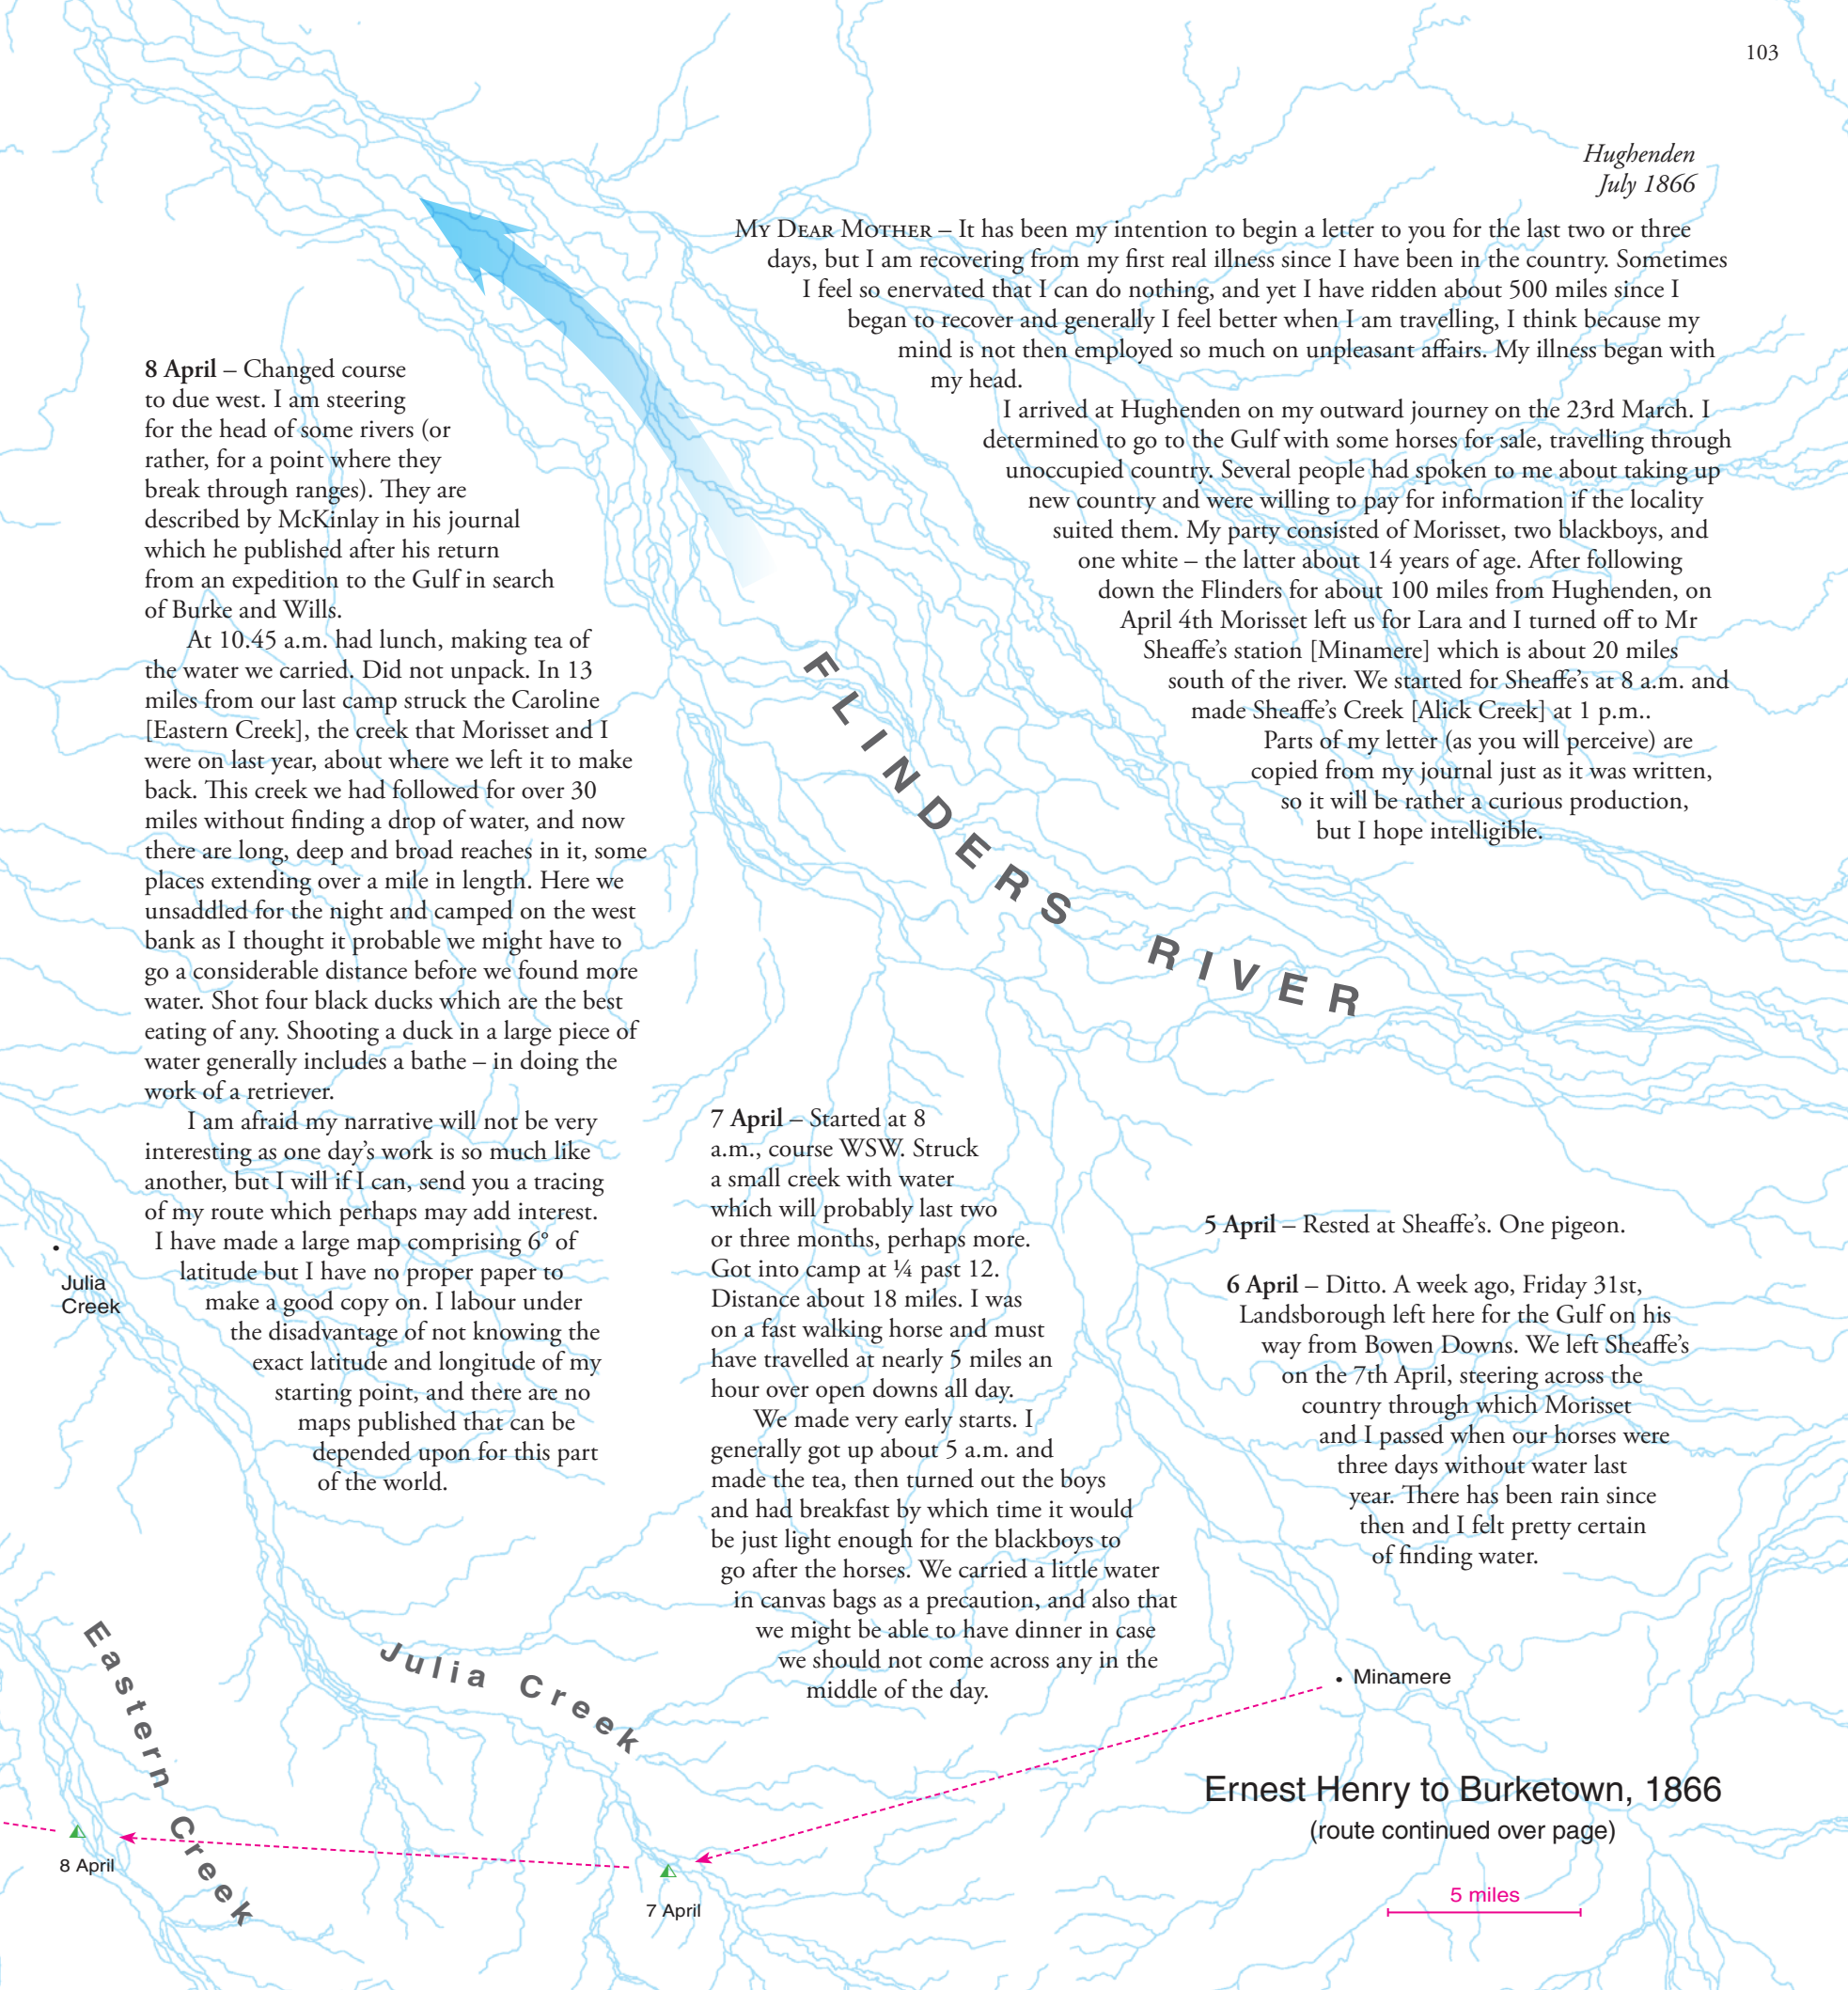 103
Hughenden
July 1866
My Dear Mother – It has been my intention to begin a letter to you for the last two or three
days, but I am recovering from my first real illness since I have been in the country. Sometimes
I feel so enervated that I can do nothing, and yet I have ridden about 500 miles since I
began to recover and generally I feel better when I am travelling, I think because my
mind is not then employed so much on unpleasant affairs. My illness began with
my head.
I arrived at Hughenden on my outward journey on the 23rd March. I
determined to go to the Gulf with some horses for sale, travelling through
unoccupied country. Several people had spoken to me about taking up
new country and were willing to pay for information if the locality
suited them. My party consisted of Morisset, two blackboys, and
one white – the latter about 14 years of age. After following
down the Flinders for about 100 miles from Hughenden, on
April 4th Morisset left us for Lara and I turned off to Mr
Sheaffe's station [Minamere] which is about 20 miles
south of the river. We started for Sheaffe's at 8 a.m. and
made Sheaffe's Creek [Alick Creek] at 1 p.m..
Parts of my letter (as you will perceive) are
copied from my journal just as it was written,
so it will be rather a curious production,
but I hope intelligible.
5 April – Rested at Sheaffe's. One pigeon.
6 April – Ditto. A week ago, Friday 31st,
Landsborough left here for the Gulf on his
way from Bowen Downs. We left Sheaffe's
on the 7th April, steering across the
country through which Morisset
and I passed when our horses were
three days without water last
year. There has been rain since
then and I felt pretty certain
of finding water.
7 April – Started at 8
a.m., course WSW. Struck
a small creek with water
which will probably last two
or three months, perhaps more.
Got into camp at ¼ past 12.
Distance about 18 miles. I was
on a fast walking horse and must
have travelled at nearly 5 miles an
hour over open downs all day.
We made very early starts. I
generally got up about 5 a.m. and
made the tea, then turned out the boys
and had breakfast by which time it would
be just light enough for the blackboys to
go after the horses. We carried a little water
in canvas bags as a precaution, and also that
we might be able to have dinner in case
we should not come across any in the
middle of the day.
8 April – Changed course
to due west. I am steering
for the head of some rivers (or
rather, for a point where they
break through ranges). They are
described by McKinlay in his journal
which he published after his return
from an expedition to the Gulf in search
of Burke and Wills.
At 10.45 a.m. had lunch, making tea of
the water we carried. Did not unpack. In 13
miles from our last camp struck the Caroline
[Eastern Creek], the creek that Morisset and I
were on last year, about where we left it to make
back. This creek we had followed for over 30
miles without finding a drop of water, and now
there are long, deep and broad reaches in it, some
places extending over a mile in length. Here we
unsaddled for the night and camped on the west
bank as I thought it probable we might have to
go a considerable distance before we found more
water. Shot four black ducks which are the best
eating of any. Shooting a duck in a large piece of
water generally includes a bathe – in doing the
work of a retriever.
I am afraid my narrative will not be very
interesting as one day's work is so much like
another, but I will if I can, send you a tracing
of my route which perhaps may add interest.
I have made a large map comprising 6° of
latitude but I have no proper paper to
make a good copy on. I labour under
the disadvantage of not knowing the
exact latitude and longitude of my
starting point, and there are no
maps published that can be
depended upon for this part
of the world.
FLINDERS RIVER
Julia
Creek
Eastern Creek
Julia Creek
Minamere
8 April
7 April
Ernest Henry to Burketown, 1866
(route continued over page)
5 miles